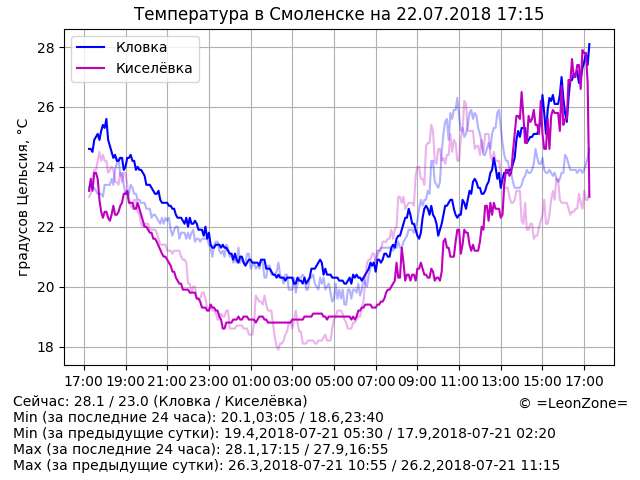 Температура в Смоленске на 22.07.2018 17:15
градусов Цельсия, °C
28
26
24
22
20
18
Кловка
Киселёвка
17:00 19:00 21:00 23:00 01:00 03:00 05:00 07:00 09:00 11:00 13:00 15:00 17:00
Сейчас: 28.1 / 23.0 (Кловка / Киселёвка)
© =LeonZone=
Min (за последние 24 часа): 20.1,03:05 / 18.6,23:40
Min (за предыдущие сутки): 19.4,2018-07-21 05:30 / 17.9,2018-07-21 02:20
Max (за последние 24 часа): 28.1,17:15 / 27.9,16:55
Max (за предыдущие сутки): 26.3,2018-07-21 10:55 / 26.2,2018-07-21 11:15